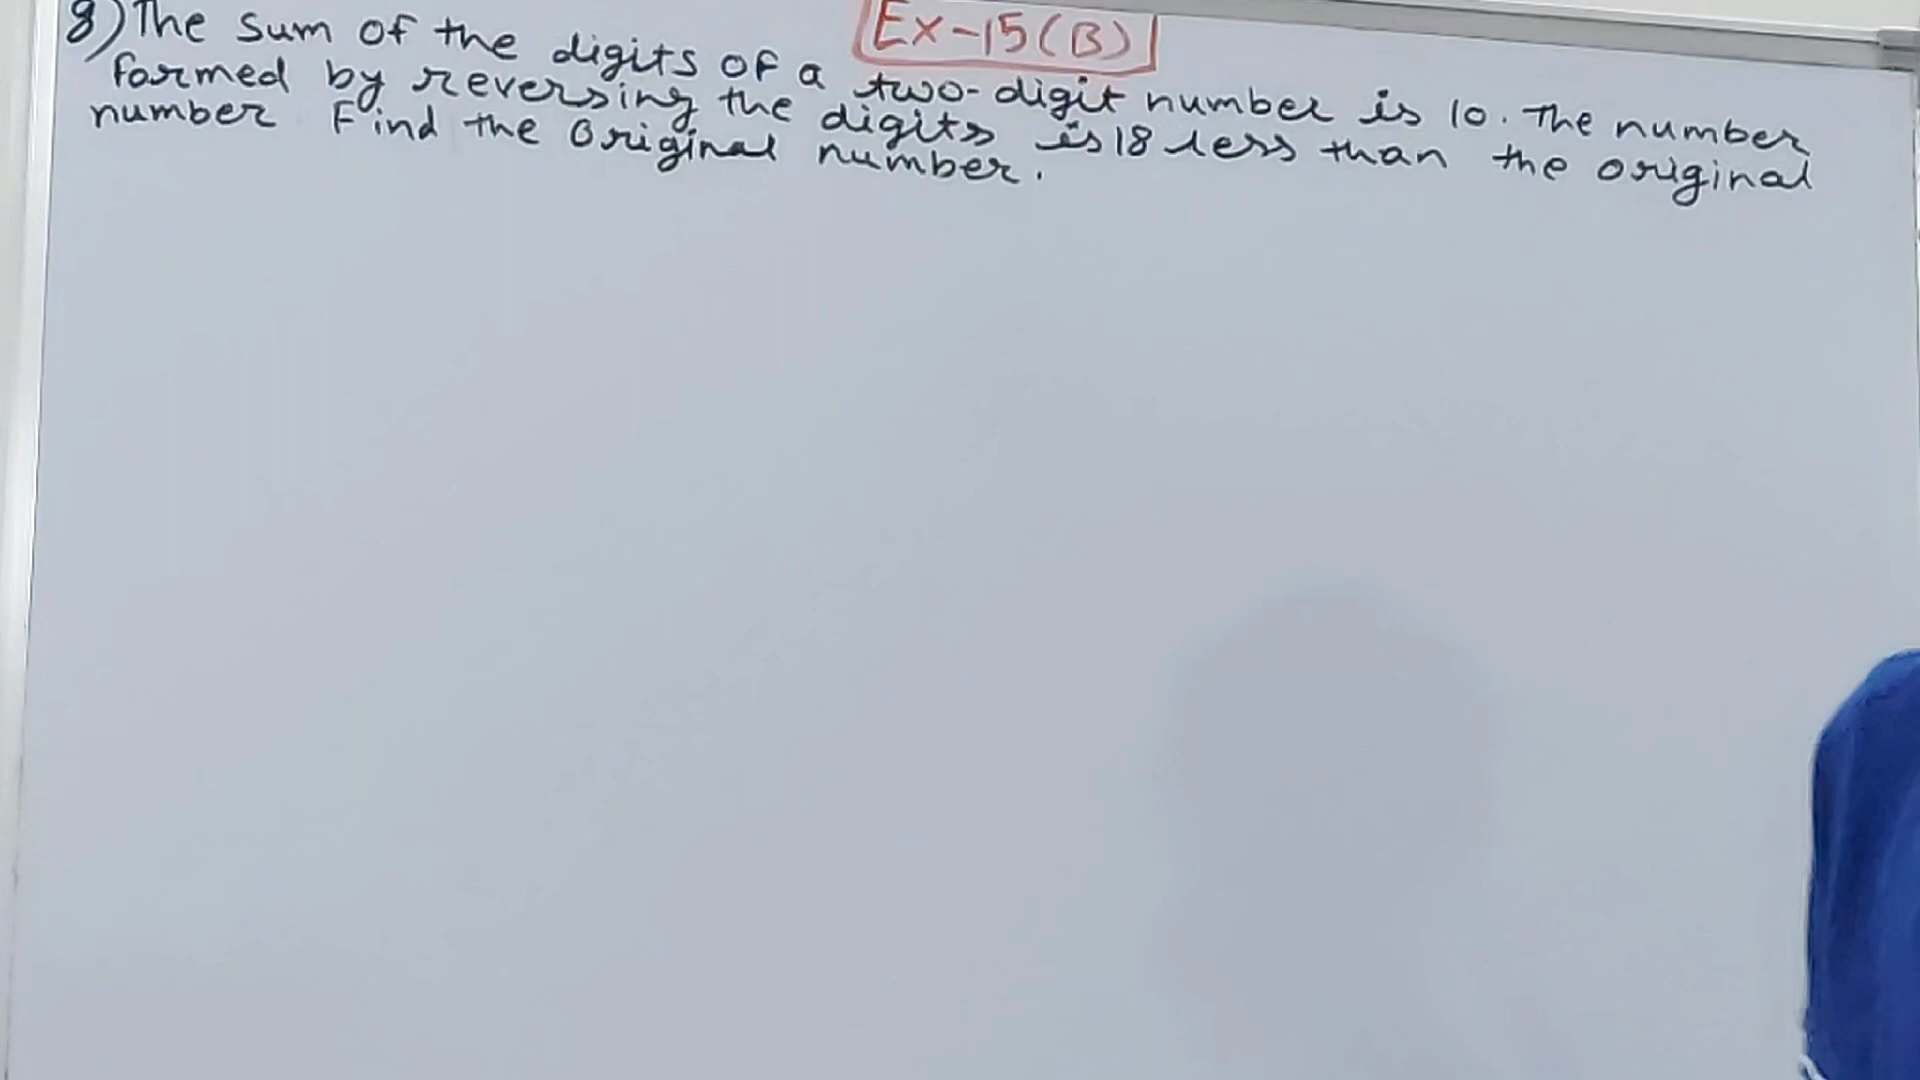 Ex-15(B)
8) The sum of the digits of a two-digit number is 10. The number
formed by reversing the digits is 18 less than the original
number Find the Original number.